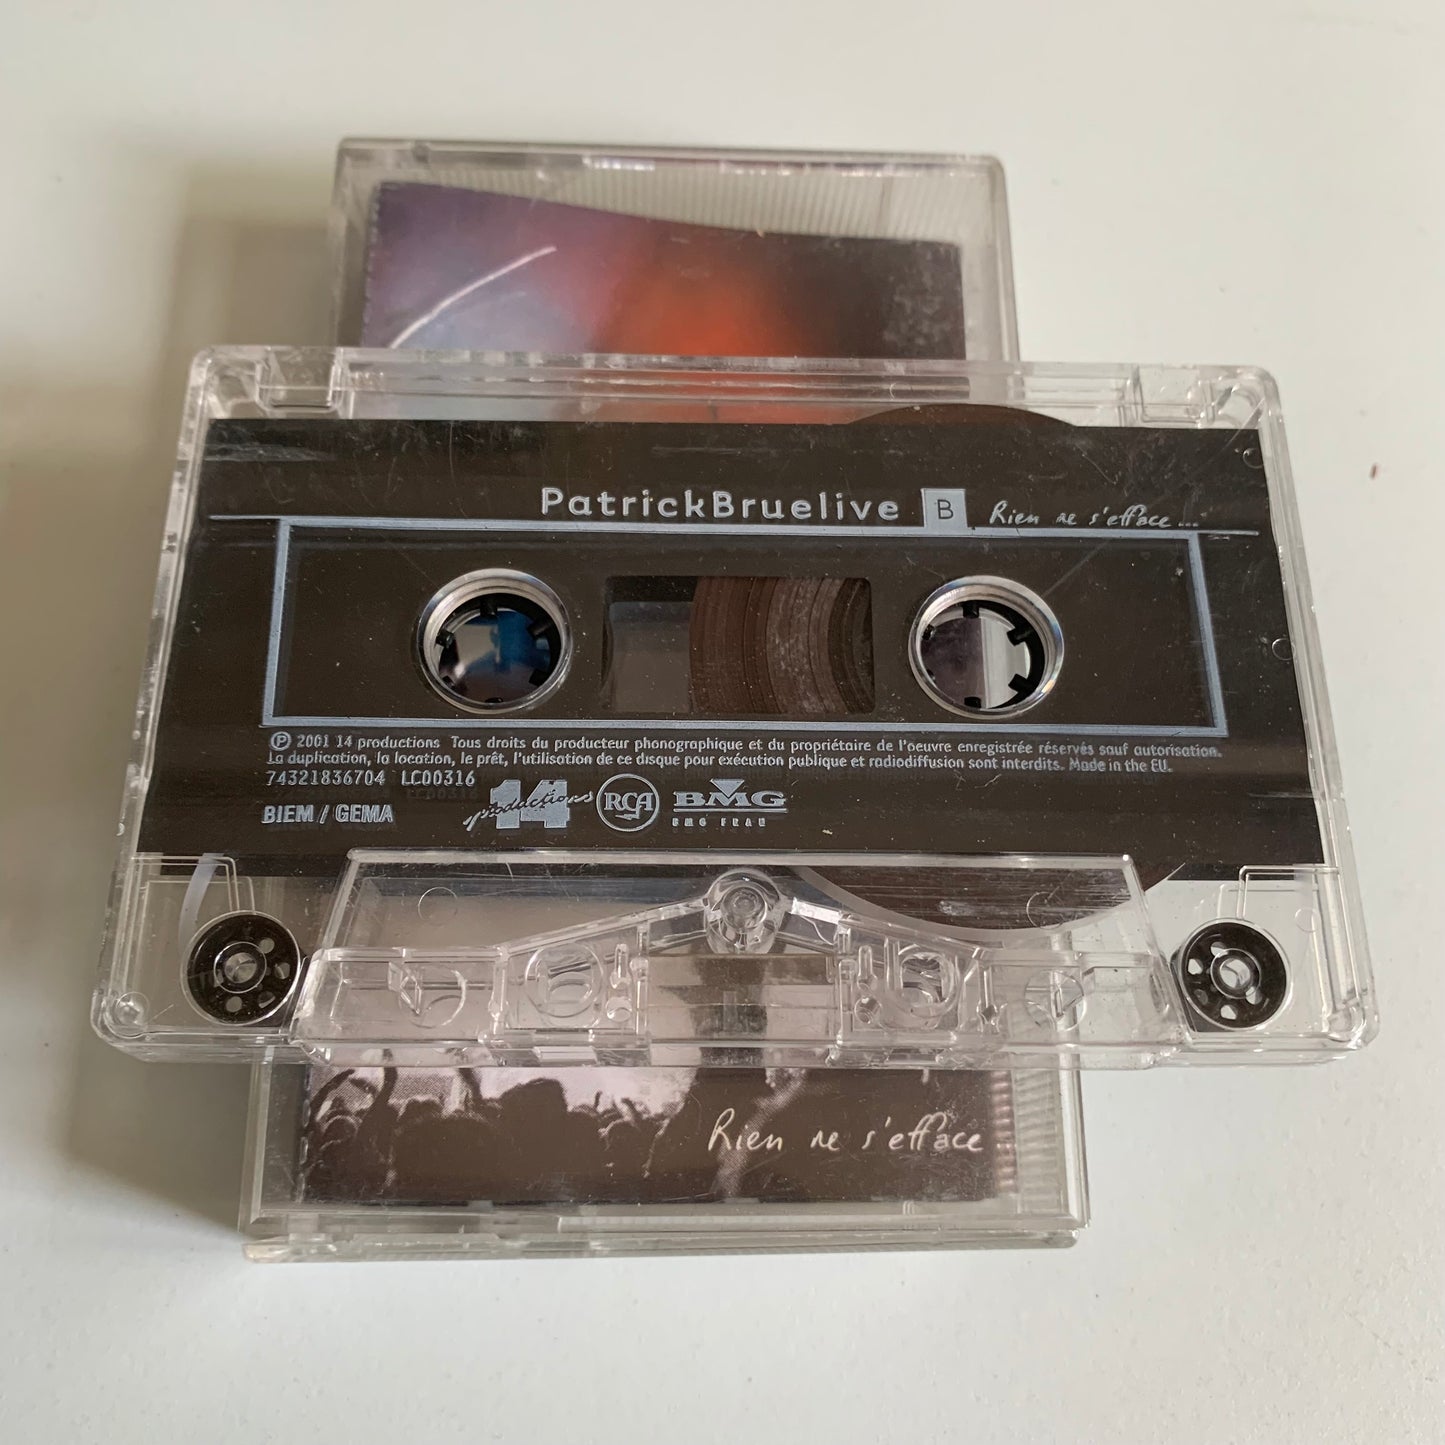 PatrickBruelive B Rien ne s'efface...
℗ 2001 14 productions Tous droits du producteur phonographique et du propriétaire de l'oeuvre enregistrée réservés sauf autorisation.
La duplication, la location, le prêt, l'utilisation de ce disque pour exécution publique et radiodiffusion sont interdits. Made in the EU.
74321836704 LC00316
BIEM / GEMA 14 productions RCA BMG
Rien ne s'efface...